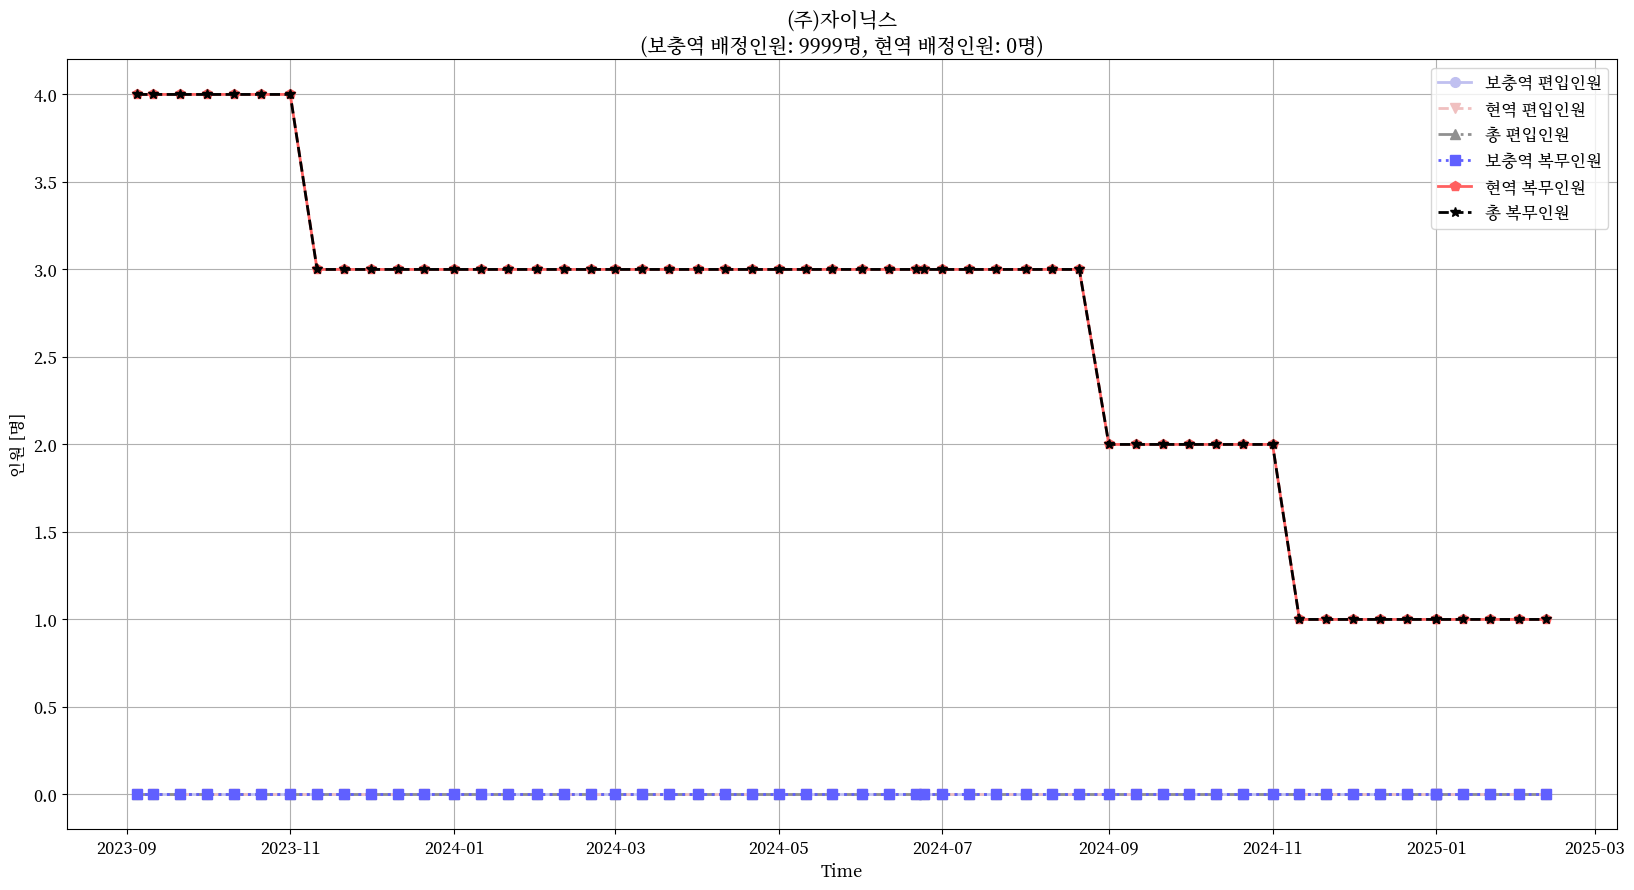 (주)자이닉스
(보충역 배정인원: 9999명, 현역 배정인원: 0명)
보충역 편입인원
현역 편입인원
총 편입인원
보충역 복무인원
현역 복무인원
총 복무인원
인원 [명]
4.0
3.5
3.0
2.5
2.0
1.5
1.0
0.5
0.0
2023-09 2023-11 2024-01 2024-03 2024-05 2024-07 2024-09 2024-11 2025-01 2025-03
Time